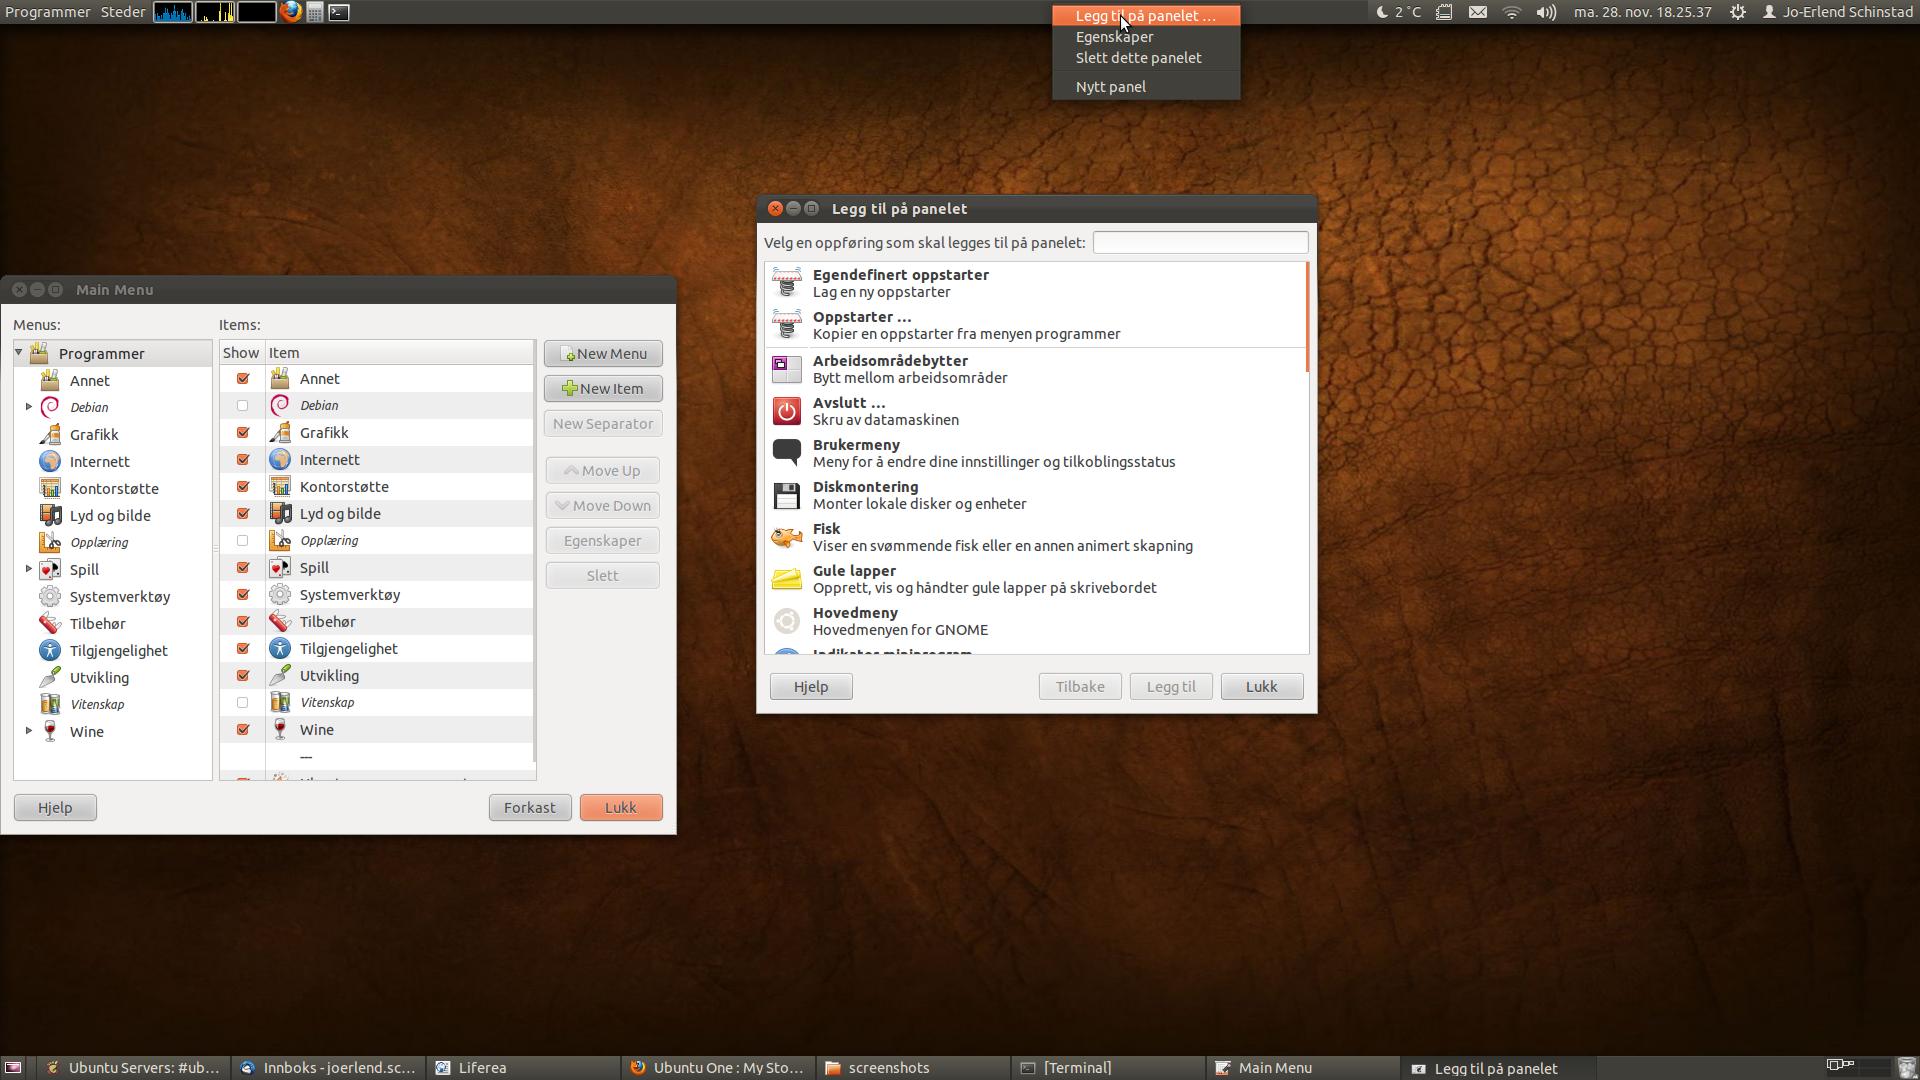 Programmer Steder
2 °C
ma. 28. nov. 18.25.37
Jo-Erlend Schinstad
Legg til på panelet ...
Egenskaper
Slett dette panelet
Nytt panel
Legg til på panelet
Velg en oppføring som skal legges til på panelet:
Egendefinert oppstarter
Lag en ny oppstarter
Oppstarter ...
Kopier en oppstarter fra menyen programmer
Arbeidsområdebytter
Bytt mellom arbeidsområder
Avslutt ...
Skru av datamaskinen
Brukermeny
Meny for å endre dine innstillinger og tilkoblingsstatus
Diskmontering
Monter lokale disker og enheter
Fisk
Viser en svømmende fisk eller en annen animert skapning
Gule lapper
Opprett, vis og håndter gule lapper på skrivebordet
Hovedmeny
Hovedmenyen for GNOME
Indikator miniprogram
Hjelp
Tilbake
Legg til
Lukk
Main Menu
Menus:
Programmer
Annet
Debian
Grafikk
Internett
Kontorstøtte
Lyd og bilde
Opplæring
Spill
Systemverktøy
Tilbehør
Tilgjengelighet
Utvikling
Vitenskap
Wine
Items:
Show Item
Annet
Debian
Grafikk
Internett
Kontorstøtte
Lyd og bilde
Opplæring
Spill
Systemverktøy
Tilbehør
Tilgjengelighet
Utvikling
Vitenskap
Wine
---
New Menu
New Item
New Separator
Move Up
Move Down
Egenskaper
Slett
Hjelp
Forkast
Lukk
Ubuntu Servers: #ub...
Innboks - joerlend.sc...
Liferea
Ubuntu One : My Sto...
screenshots
[Terminal]
Main Menu
Legg til på panelet